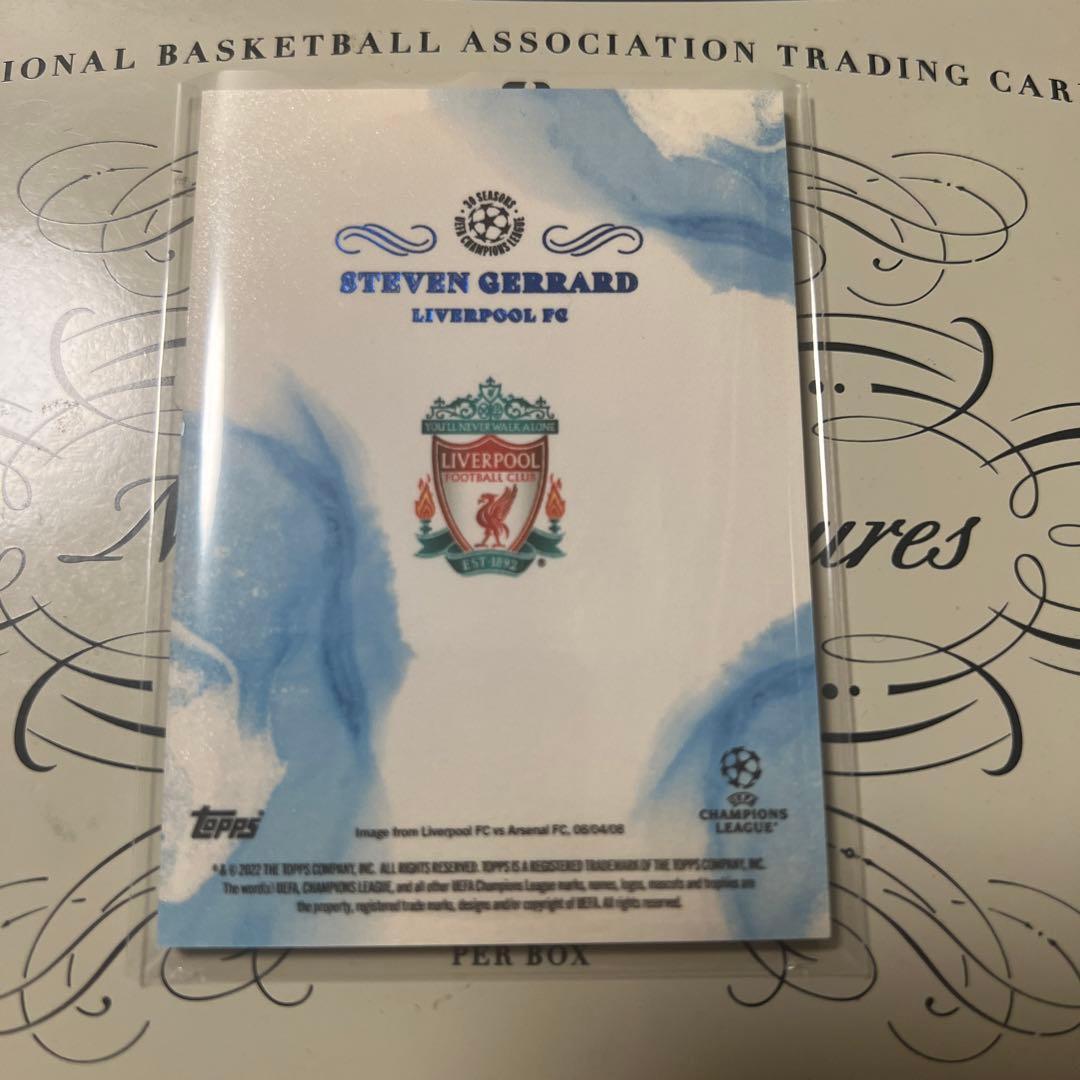 IONAL BASKETBALL ASSOCIATION TRADING CAR
· 30 SEASONS ·
UEFA CHAMPIONS LEAGUE
STEVEN GERRARD
LIVERPOOL FC
YOU'LL NEVER WALK ALONE
LIVERPOOL
FOOTBALL CLUB
EST·1892
®
ures
UEFA
CHAMPIONS
LEAGUE®
Topps®
Image from Liverpool FC vs Arsenal FC, 08/04/08
® & © 2022 THE TOPPS COMPANY, INC. ALL RIGHTS RESERVED. TOPPS IS A REGISTERED TRADEMARK OF THE TOPPS COMPANY, INC.
The word(s) UEFA, CHAMPIONS LEAGUE, and all other UEFA Champions League marks, names, logos, mascots and trophies are
the property, registered trade marks, designs and/or copyright of UEFA. All rights reserved.
PER BOX